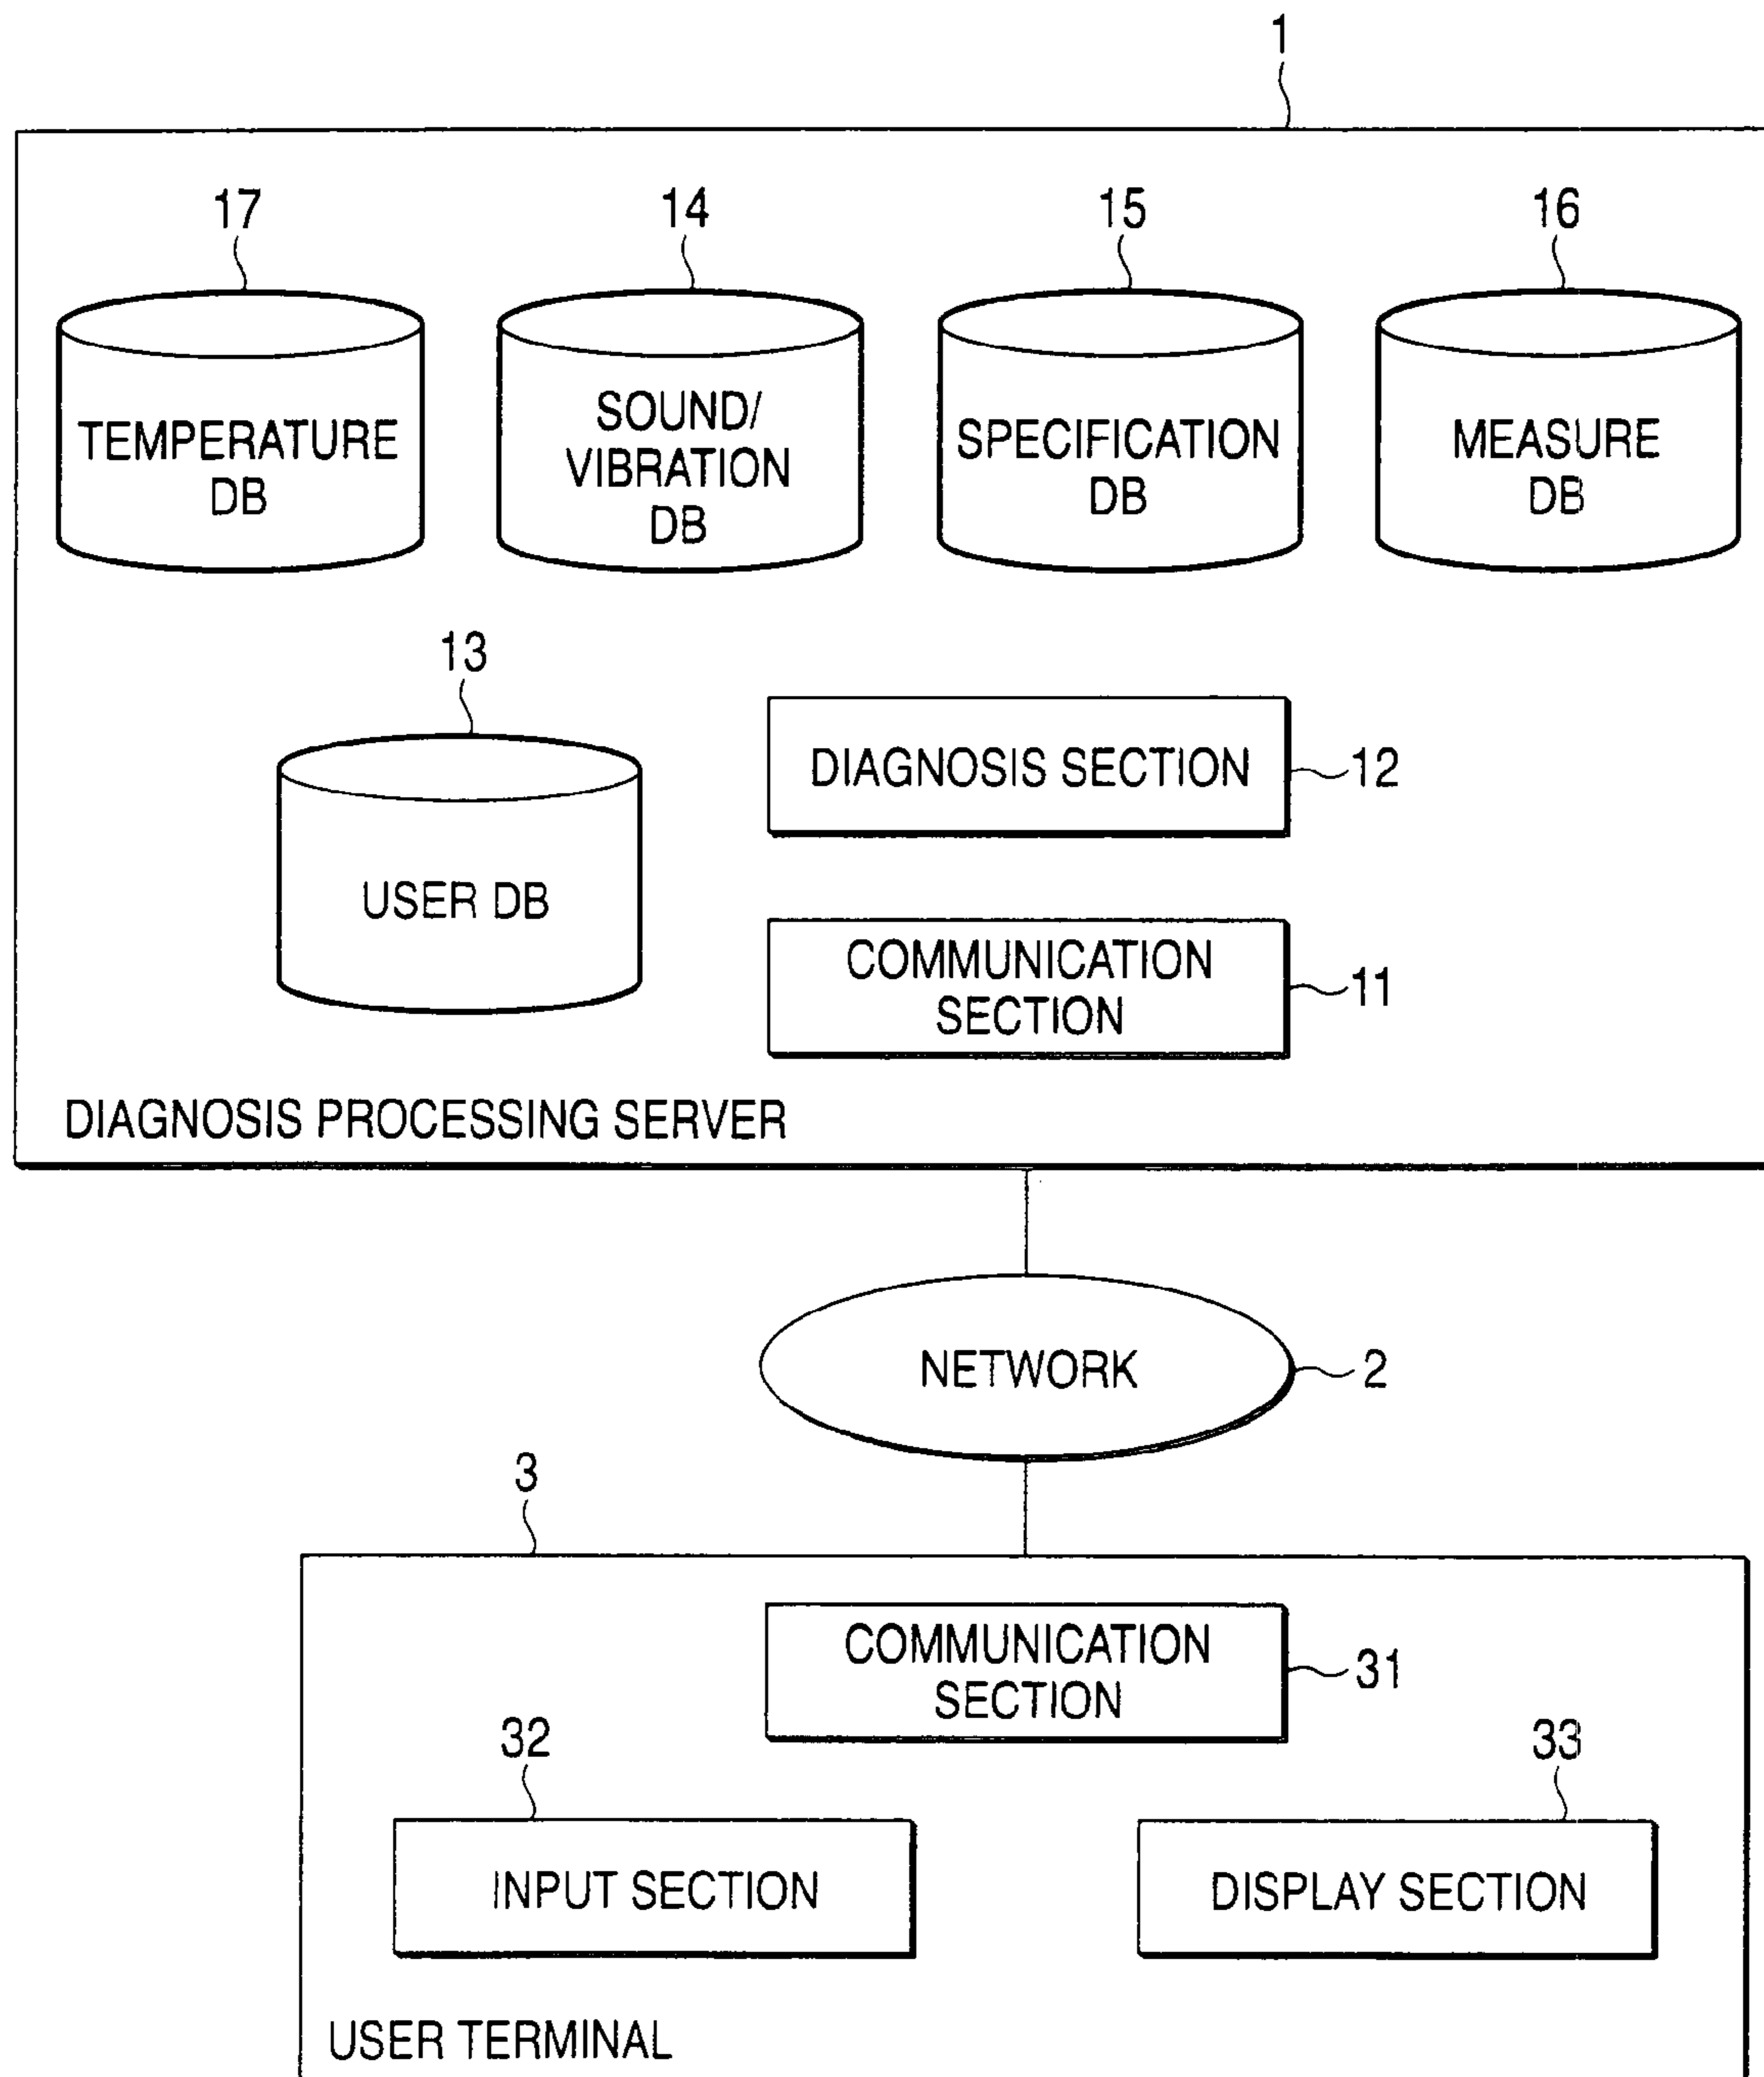 1
17
14
15
16
TEMPERATURE
DB
SOUND/
VIBRATION
DB
SPECIFICATION
DB
MEASURE
DB
13
DIAGNOSIS SECTION
12
USER DB
COMMUNICATION
SECTION
11
DIAGNOSIS PROCESSING SERVER
NETWORK
2
3
COMMUNICATION
SECTION
31
32
33
INPUT SECTION
DISPLAY SECTION
USER TERMINAL